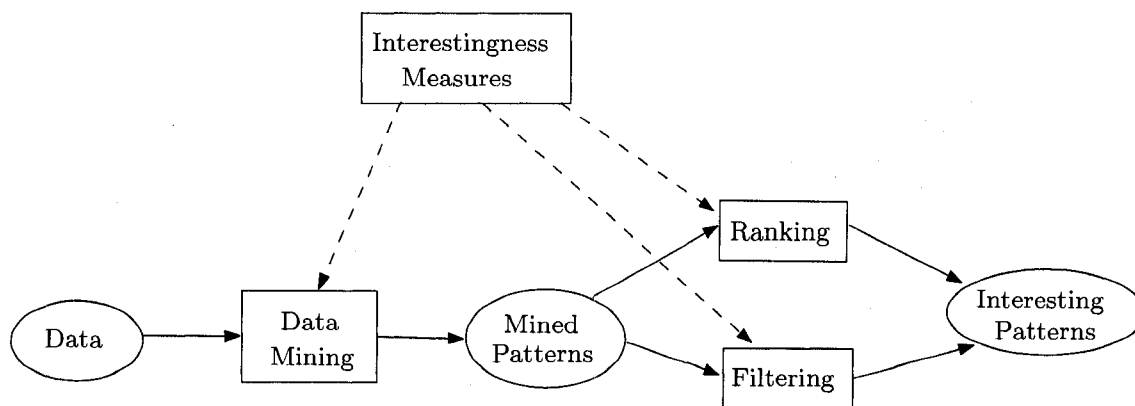 Interestingness
Measures
Ranking
Data
Data
Mining
Mined
Patterns
Interesting
Patterns
Filtering